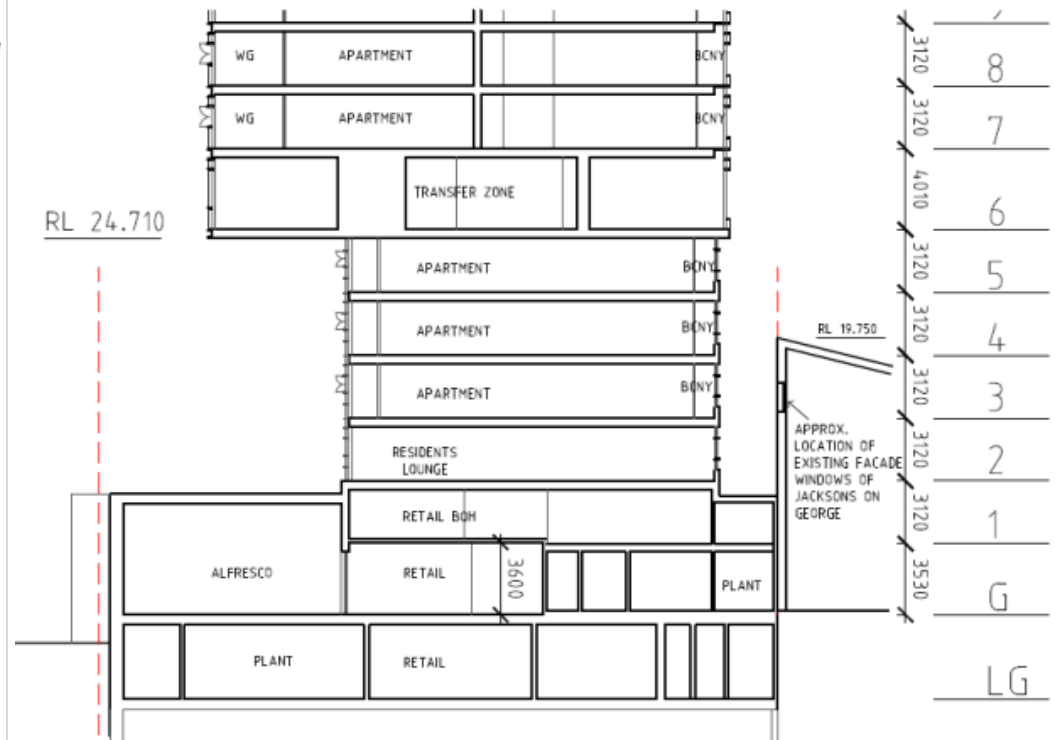 3120
8
WG
APARTMENT
BCNY
3120
7
WG
APARTMENT
BCNY
4010
6
TRANSFER ZONE
RL 24.710
3120
5
APARTMENT
BCNY
3120
4
APARTMENT
BCNY
RL 19.750
3120
3
APARTMENT
BCNY
APPROX.
LOCATION OF
EXISTING FACADE
WINDOWS OF
JACKSONS ON
GEORGE
3120
2
RESIDENTS
LOUNGE
3120
1
RETAIL BOH
3530
G
ALFRESCO
RETAIL
3600
PLANT
PLANT
RETAIL
LG